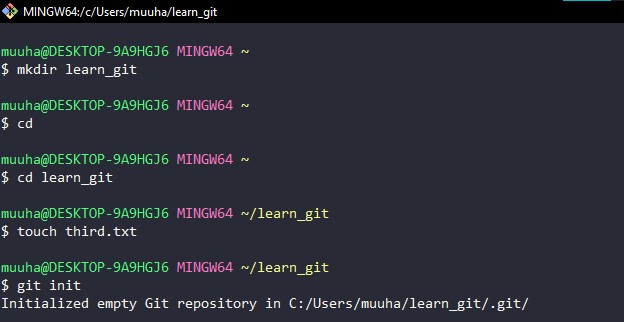 MINGW64:/c/Users/muuha/learn_git
muuha@DESKTOP-9A9HGJ6 MINGW64 ~
$ mkdir learn_git
muuha@DESKTOP-9A9HGJ6 MINGW64 ~
$ cd
muuha@DESKTOP-9A9HGJ6 MINGW64 ~
$ cd learn_git
muuha@DESKTOP-9A9HGJ6 MINGW64 ~/learn_git
$ touch third.txt
muuha@DESKTOP-9A9HGJ6 MINGW64 ~/learn_git
$ git init
Initialized empty Git repository in C:/Users/muuha/learn_git/.git/